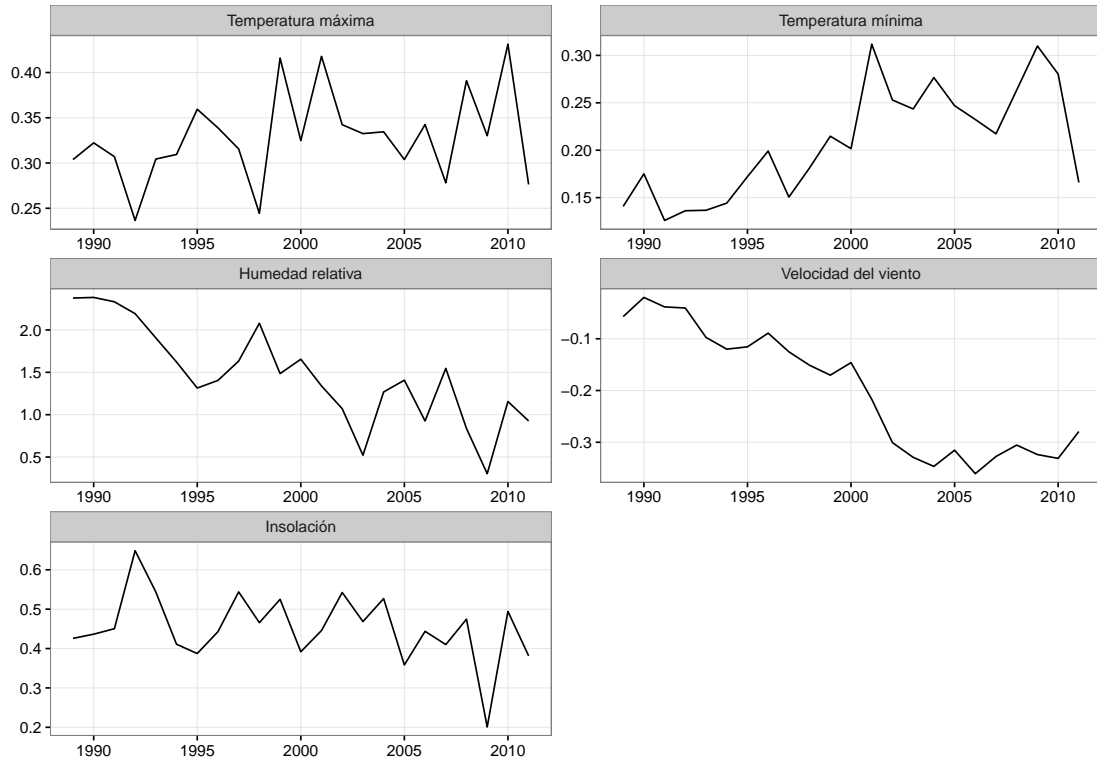 Temperatura máxima
0.40
0.35
0.30
0.25
1990 1995 2000 2005 2010
Temperatura mínima
0.30
0.25
0.20
0.15
1990 1995 2000 2005 2010
Humedad relativa
2.0
1.5
1.0
0.5
1990 1995 2000 2005 2010
Velocidad del viento
−0.1
−0.2
−0.3
1990 1995 2000 2005 2010
Insolación
0.6
0.5
0.4
0.3
0.2
1990 1995 2000 2005 2010